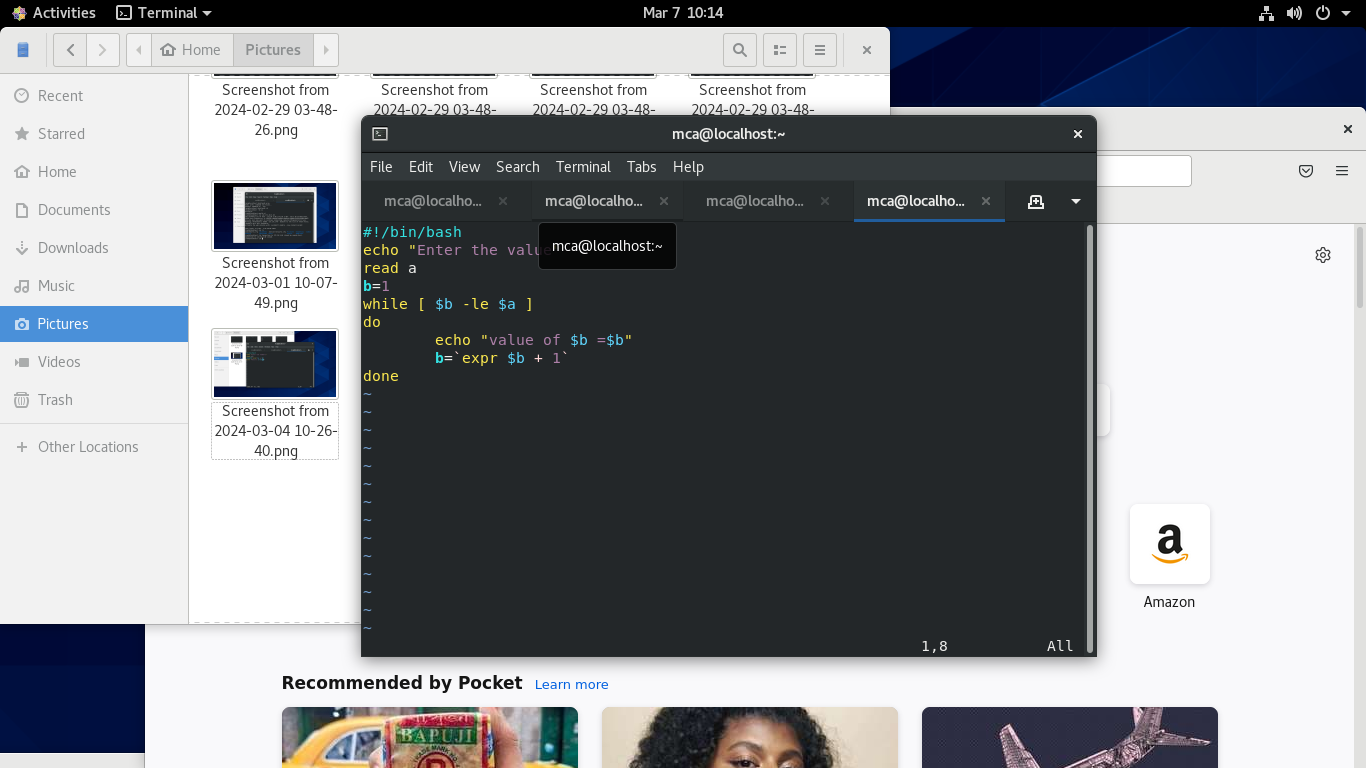 Activities Terminal Mar 7 10:14
Home Pictures
Recent
Starred
Home
Documents
Downloads
Music
Pictures
Videos
Trash
Other Locations
Screenshot from 2024-02-29 03-48-26.png
Screenshot from 2024-02-29 03-48-
Screenshot from 2024-02-29 03-48-
Screenshot from 2024-02-29 03-48-
Screenshot from 2024-03-01 10-07-49.png
Screenshot from 2024-03-04 10-26-40.png
mca@localhost:~
File Edit View Search Terminal Tabs Help
mca@localho... mca@localho... mca@localho... mca@localho...
mca@localhost:~
#!/bin/bash
echo "Enter the value
read a
b=1
while [ $b -le $a ]
do
echo "value of $b =$b"
b=`expr $b + 1`
done
~
~
~
~
~
~
~
~
~
~
~
~
~
~
1,8 All
a
Amazon
Recommended by Pocket Learn more
BAPUJI